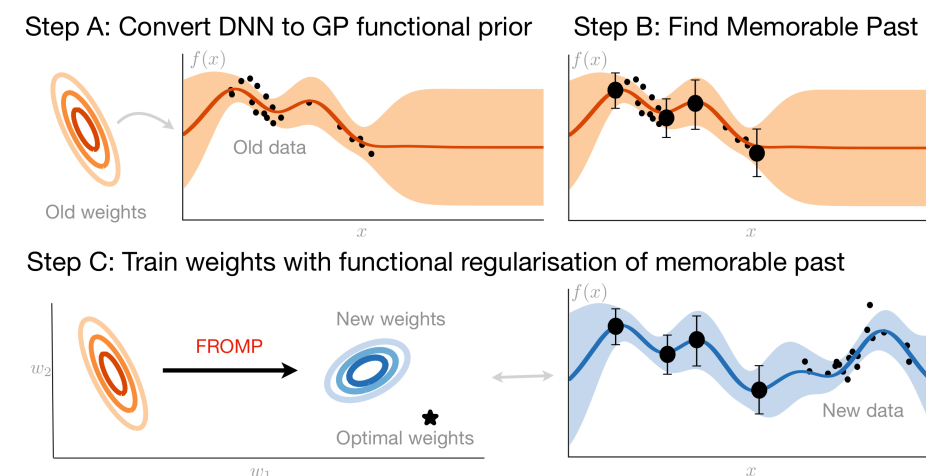 Step A: Convert DNN to GP functional prior
Step B: Find Memorable Past
f(x)
f(x)
Old data
Old weights
x
x
Step C: Train weights with functional regularisation of memorable past
f(x)
New weights
FROMP
w₂
New data
Optimal weights
w₁
x